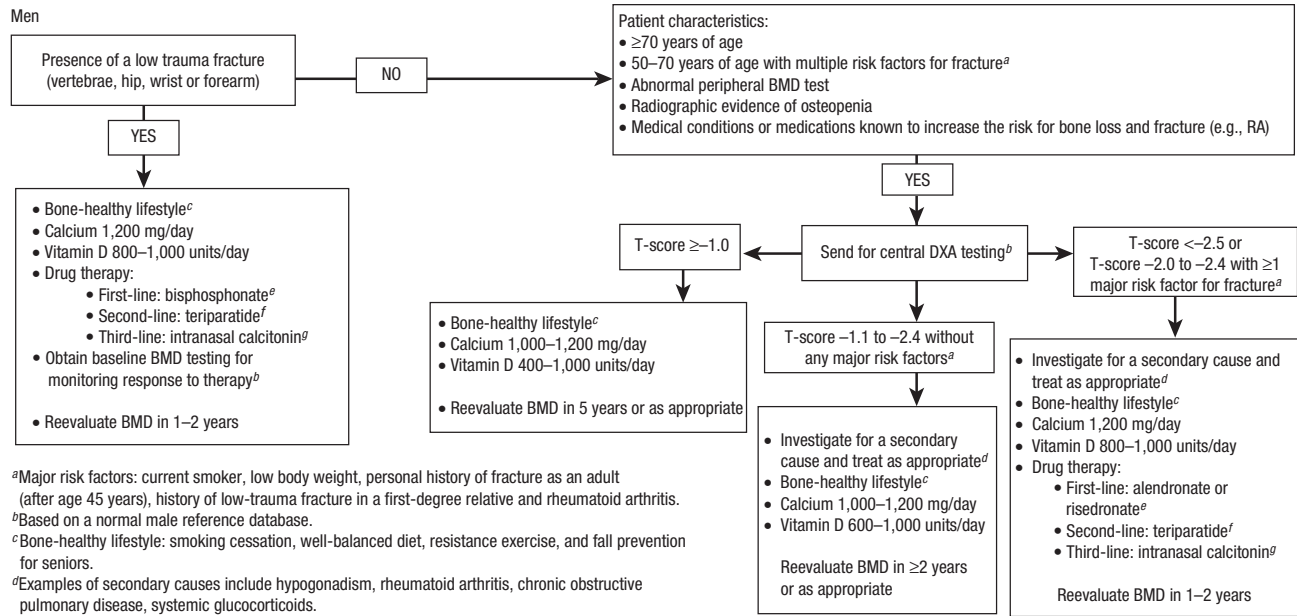 Men
Presence of a low trauma fracture
(vertebrae, hip, wrist or forearm)
NO
Patient characteristics:
• ≥70 years of age
• 50–70 years of age with multiple risk factors for fractureᵃ
• Abnormal peripheral BMD test
• Radiographic evidence of osteopenia
• Medical conditions or medications known to increase the risk for bone loss and fracture (e.g., RA)
YES
• Bone-healthy lifestyleᶜ
• Calcium 1,200 mg/day
• Vitamin D 800–1,000 units/day
• Drug therapy:
• First-line: bisphosphonateᵉ
• Second-line: teriparatideᶠ
• Third-line: intranasal calcitoninᵍ
• Obtain baseline BMD testing for
monitoring response to therapyᵇ
• Reevaluate BMD in 1–2 years
YES
Send for central DXA testingᵇ
T-score ≥–1.0
• Bone-healthy lifestyleᶜ
• Calcium 1,000–1,200 mg/day
• Vitamin D 400–1,000 units/day
• Reevaluate BMD in 5 years or as appropriate
T-score –1.1 to –2.4 without
any major risk factorsᵃ
• Investigate for a secondary
cause and treat as appropriateᵈ
• Bone-healthy lifestyleᶜ
• Calcium 1,000–1,200 mg/day
• Vitamin D 600–1,000 units/day
Reevaluate BMD in ≥2 years
or as appropriate
T-score <–2.5 or
T-score –2.0 to –2.4 with ≥1
major risk factor for fractureᵃ
• Investigate for a secondary cause and
treat as appropriateᵈ
• Bone-healthy lifestyleᶜ
• Calcium 1,200 mg/day
• Vitamin D 800–1,000 units/day
• Drug therapy:
• First-line: alendronate or
risedronateᵉ
• Second-line: teriparatideᶠ
• Third-line: intranasal calcitoninᵍ
Reevaluate BMD in 1–2 years
ᵃMajor risk factors: current smoker, low body weight, personal history of fracture as an adult
(after age 45 years), history of low-trauma fracture in a first-degree relative and rheumatoid arthritis.
ᵇBased on a normal male reference database.
ᶜBone-healthy lifestyle: smoking cessation, well-balanced diet, resistance exercise, and fall prevention
for seniors.
ᵈExamples of secondary causes include hypogonadism, rheumatoid arthritis, chronic obstructive
pulmonary disease, systemic glucocorticoids.